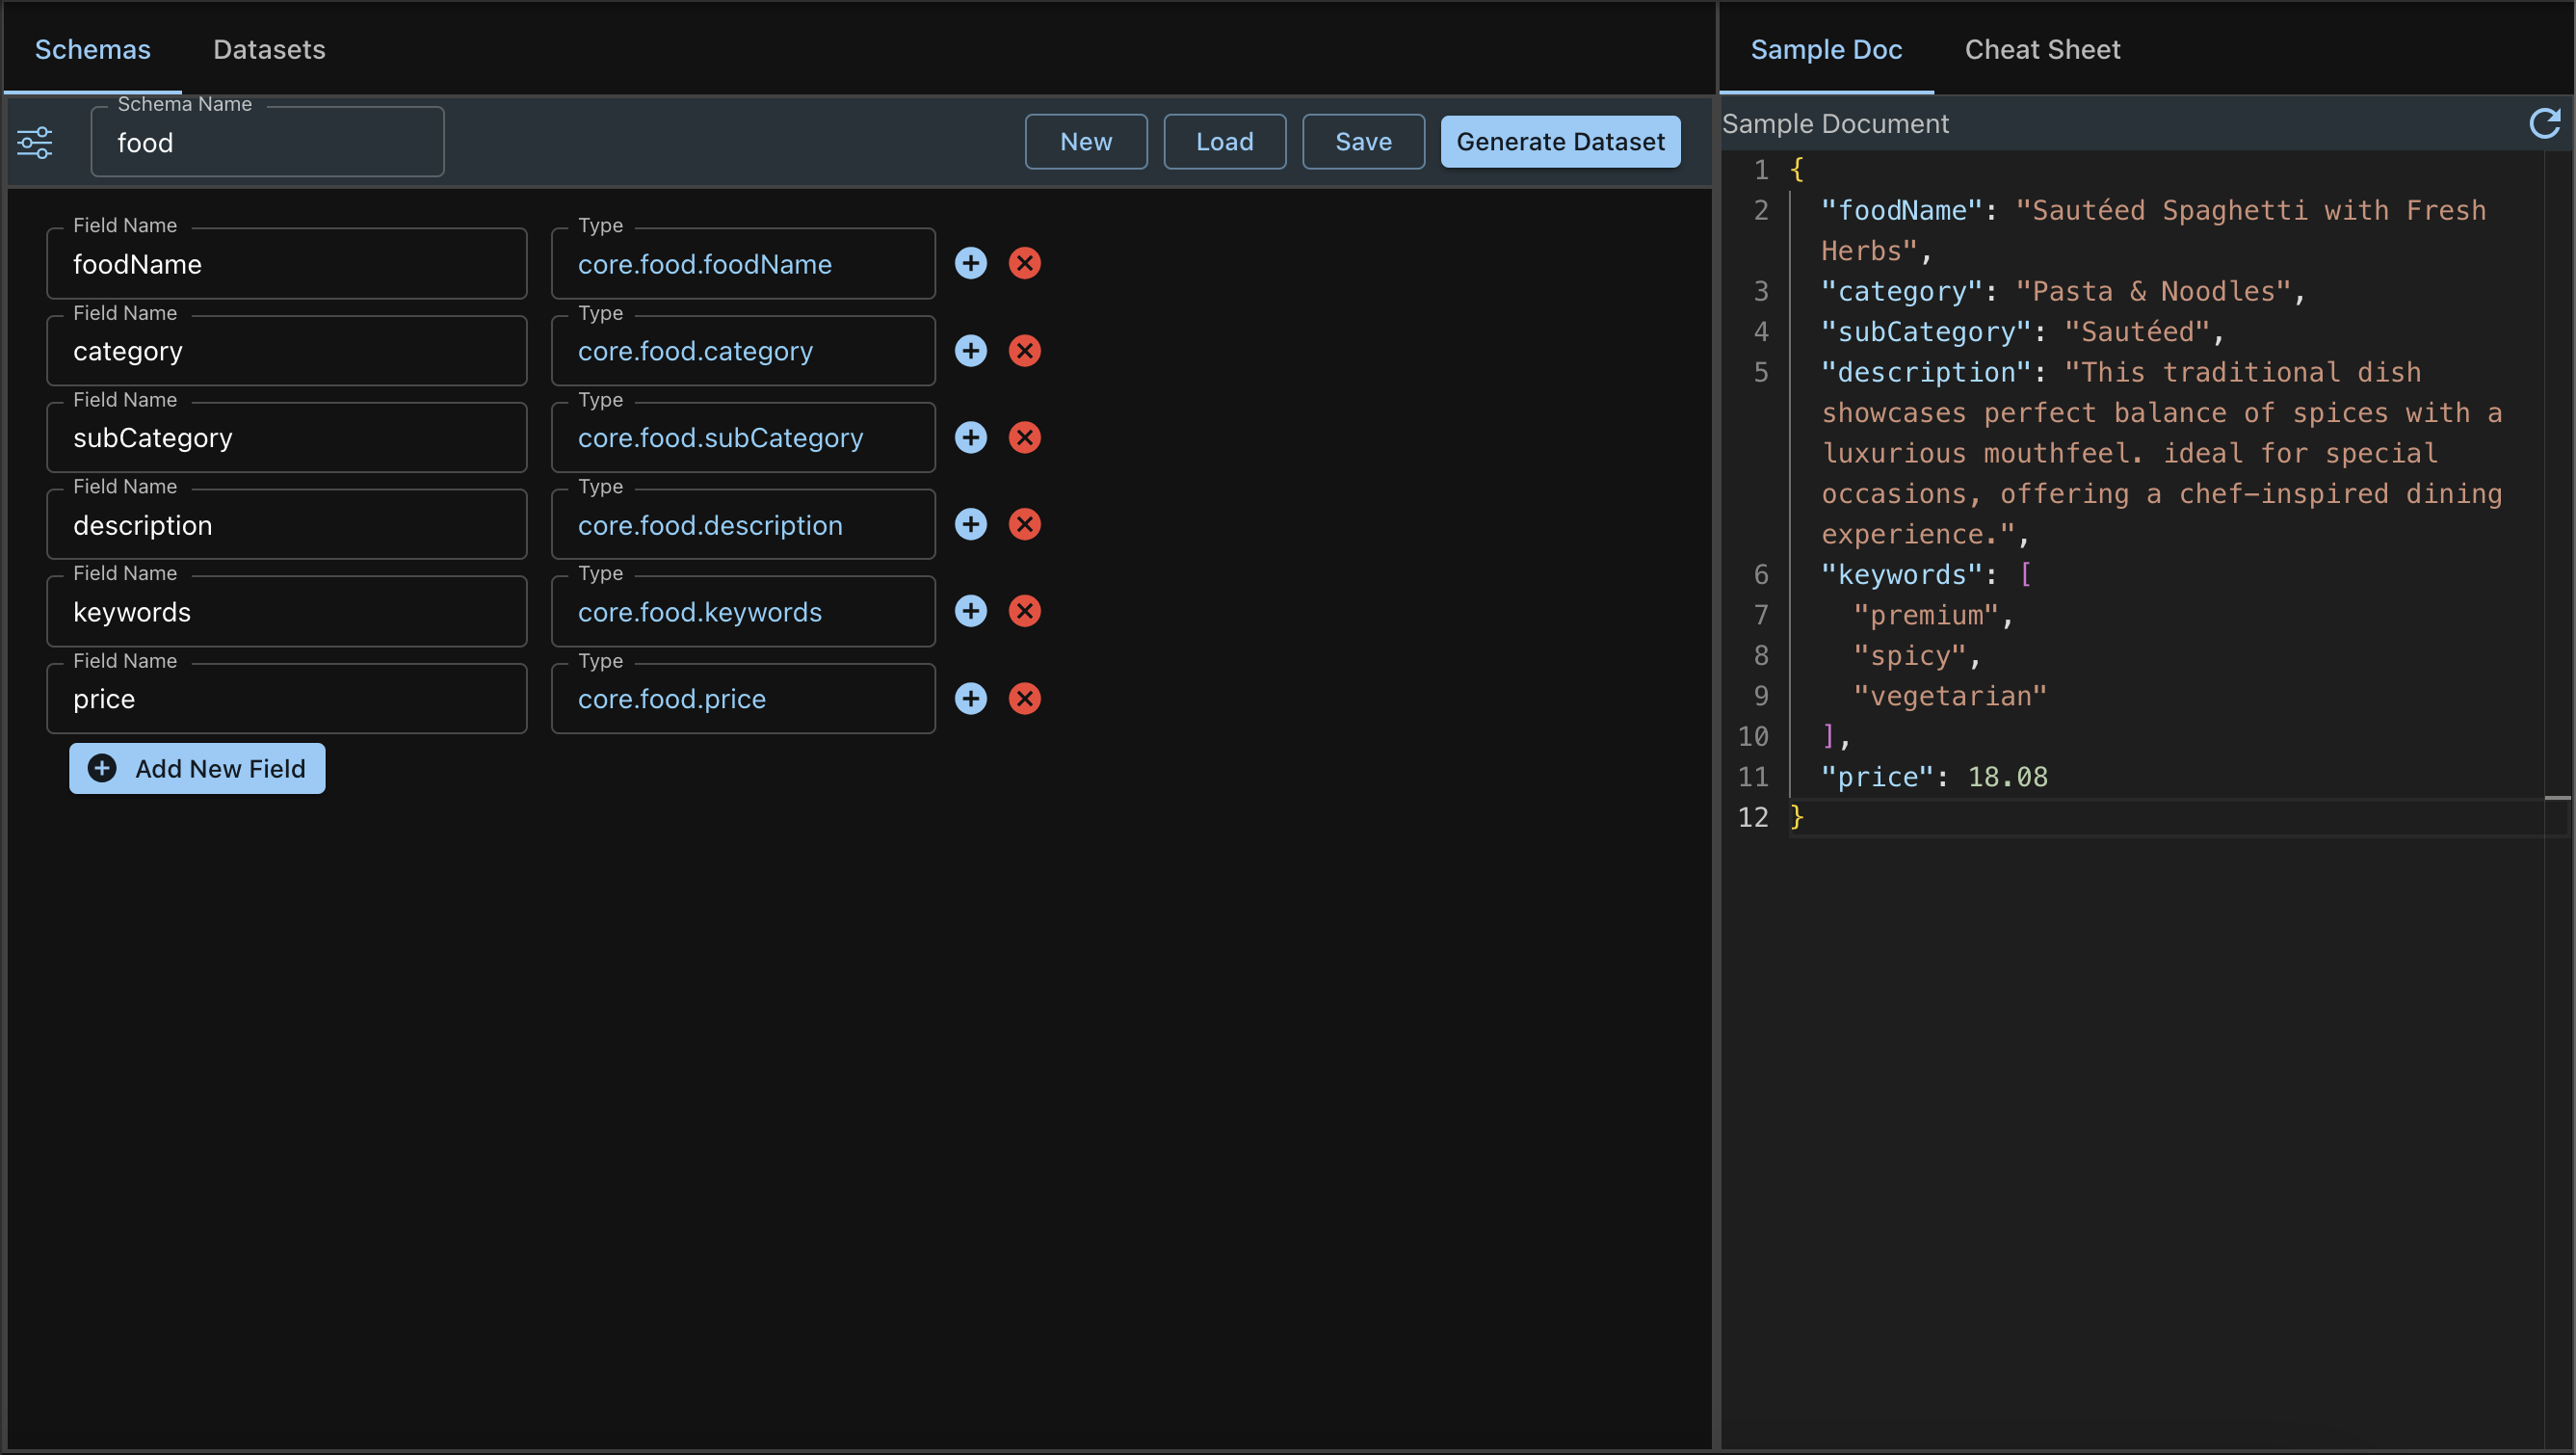 Schemas Datasets
Schema Name
food
New Load Save Generate Dataset
Field Name Type
foodName core.food.foodName
Field Name Type
category core.food.category
Field Name Type
subCategory core.food.subCategory
Field Name Type
description core.food.description
Field Name Type
keywords core.food.keywords
Field Name Type
price core.food.price
Add New Field
Sample Doc Cheat Sheet
Sample Document
1 {
2 "foodName": "Sautéed Spaghetti with Fresh
Herbs",
3 "category": "Pasta & Noodles",
4 "subCategory": "Sautéed",
5 "description": "This traditional dish
showcases perfect balance of spices with a
luxurious mouthfeel. ideal for special
occasions, offering a chef-inspired dining
experience.",
6 "keywords": [
7 "premium",
8 "spicy",
9 "vegetarian"
10 ],
11 "price": 18.08
12 }